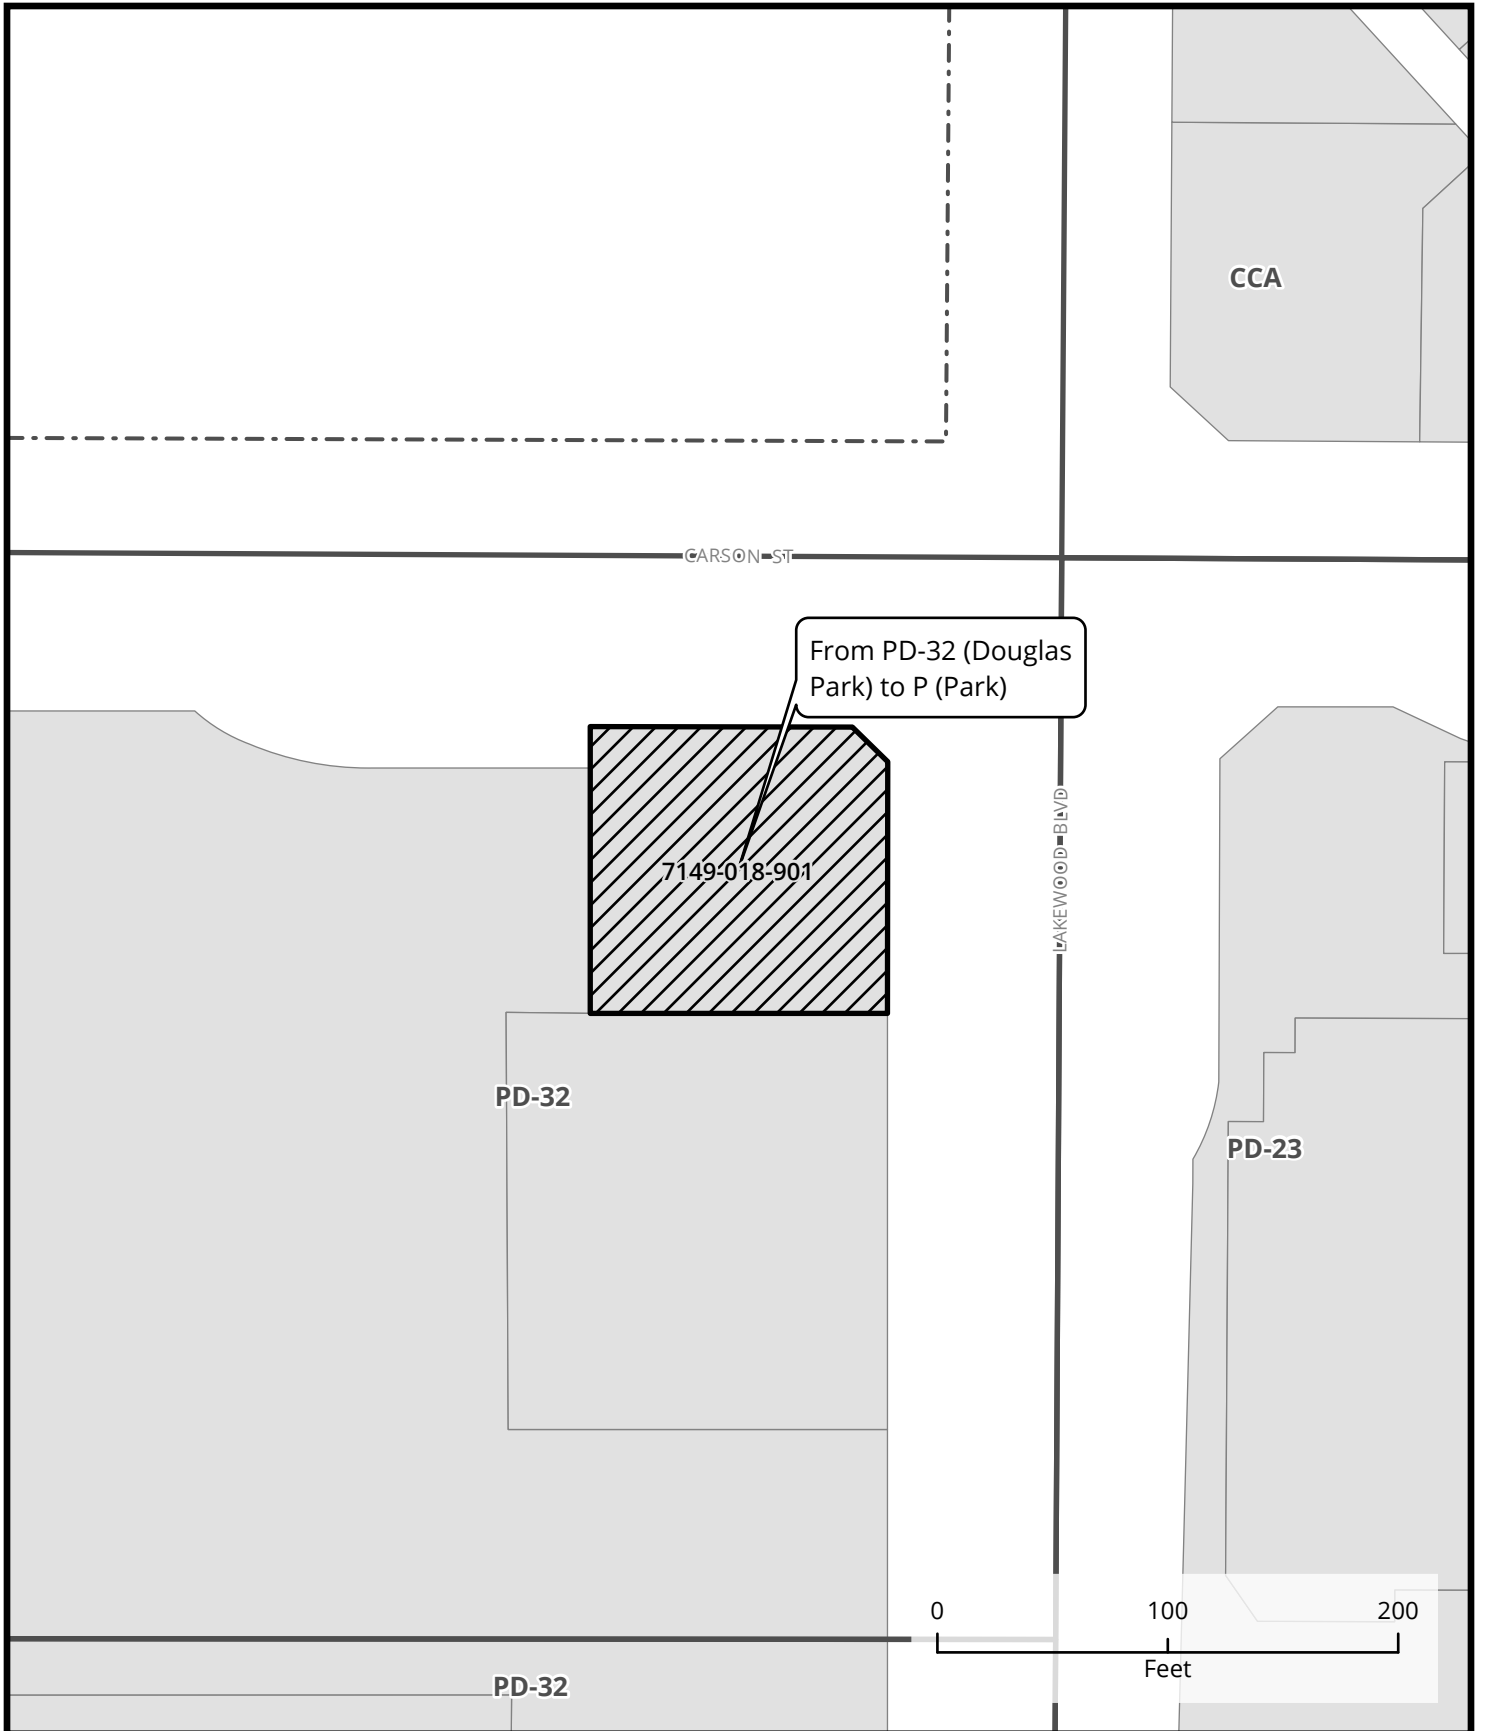 CCA
CARSON ST
From PD-32 (Douglas
Park) to P (Park)
LAKEWOOD BLVD
7149-018-901
PD-32
PD-23
0 100 200
Feet
PD-32